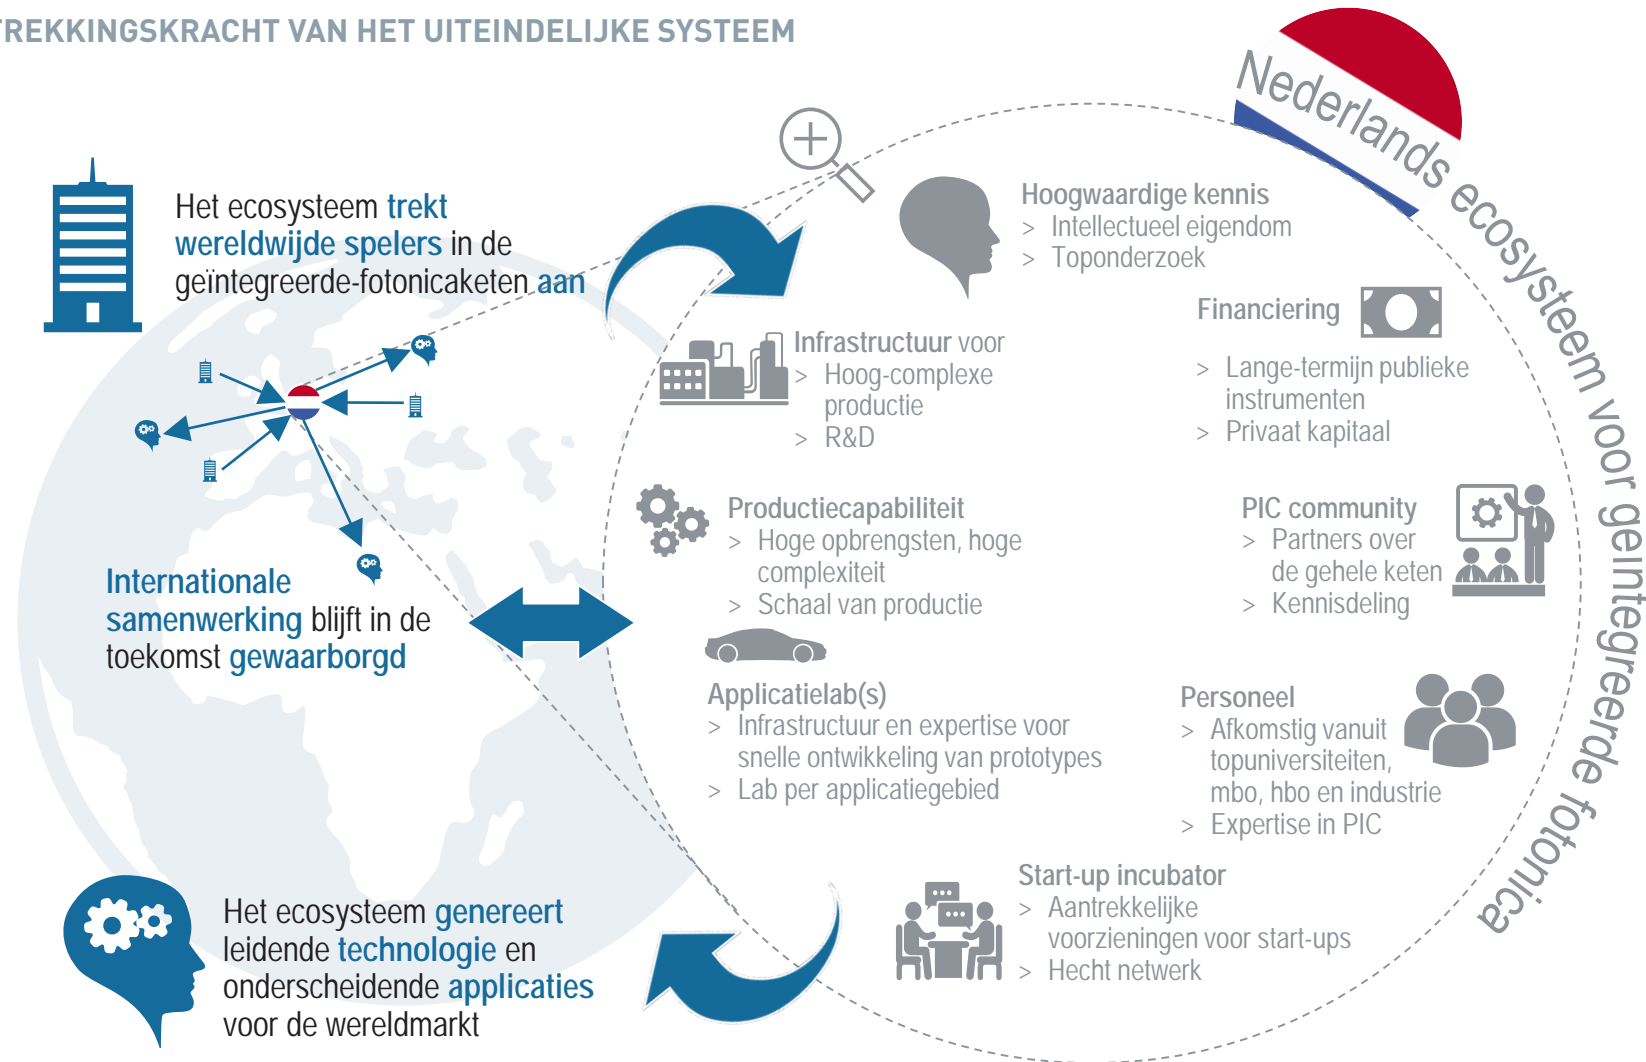 TREKKINGSKRACHT VAN HET UITEINDELIJKE SYSTEEM
Nederlands ecosysteem voor geïntegreerde fotonica
Het ecosysteem trekt
wereldwijde spelers in de
geïntegreerde-fotonicaketen aan
Internationale
samenwerking blijft in de
toekomst gewaarborgd
Het ecosysteem genereert
leidende technologie en
onderscheidende applicaties
voor de wereldmarkt
Hoogwaardige kennis
> Intellectueel eigendom
> Toponderzoek
Financiering
> Lange-termijn publieke
instrumenten
> Privaat kapitaal
Infrastructuur voor
> Hoog-complexe
productie
> R&D
Productiecapabiliteit
> Hoge opbrengsten, hoge
complexiteit
> Schaal van productie
PIC community
> Partners over
de gehele keten
> Kennisdeling
Applicatielab(s)
> Infrastructuur en expertise voor
snelle ontwikkeling van prototypes
> Lab per applicatiegebied
Personeel
> Afkomstig vanuit
topuniversiteiten,
mbo, hbo en industrie
> Expertise in PIC
Start-up incubator
> Aantrekkelijke
voorzieningen voor start-ups
> Hecht netwerk